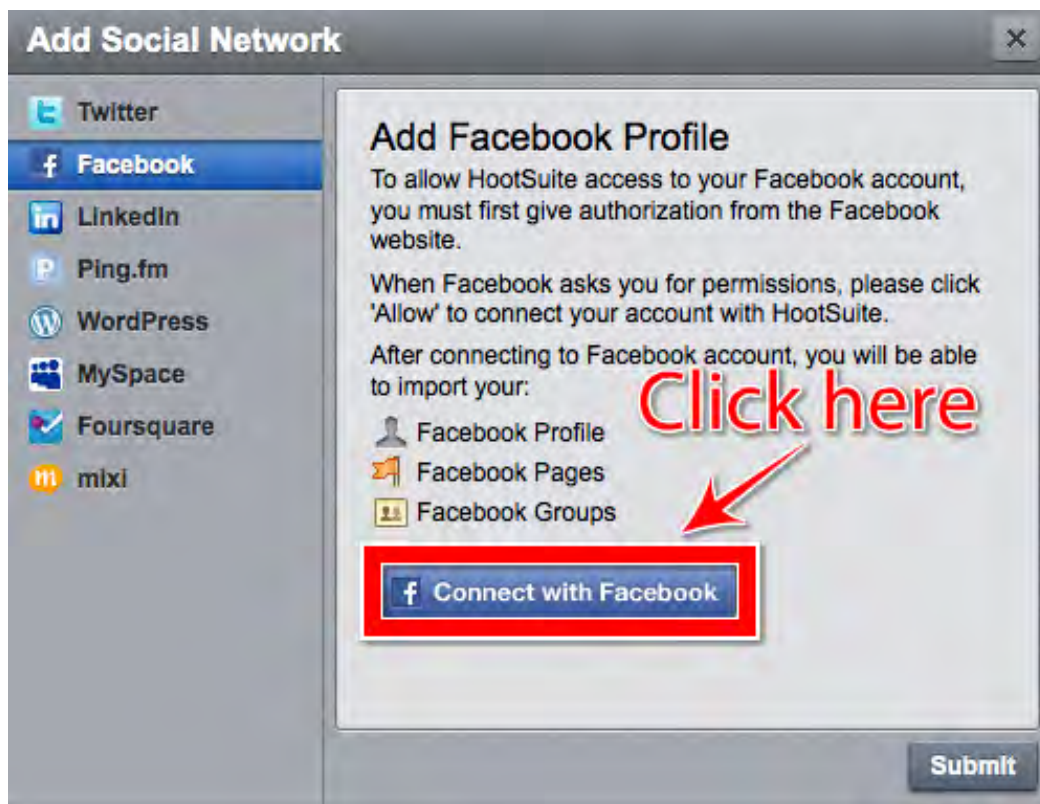 Add Social Network
Twitter
Facebook
LinkedIn
Ping.fm
WordPress
MySpace
Foursquare
mixi
Add Facebook Profile
To allow HootSuite access to your Facebook account,
you must first give authorization from the Facebook
website.
When Facebook asks you for permissions, please click
'Allow' to connect your account with HootSuite.
After connecting to Facebook account, you will be able
to import your:
Click here
Facebook Profile
Facebook Pages
Facebook Groups
Connect with Facebook
Submit